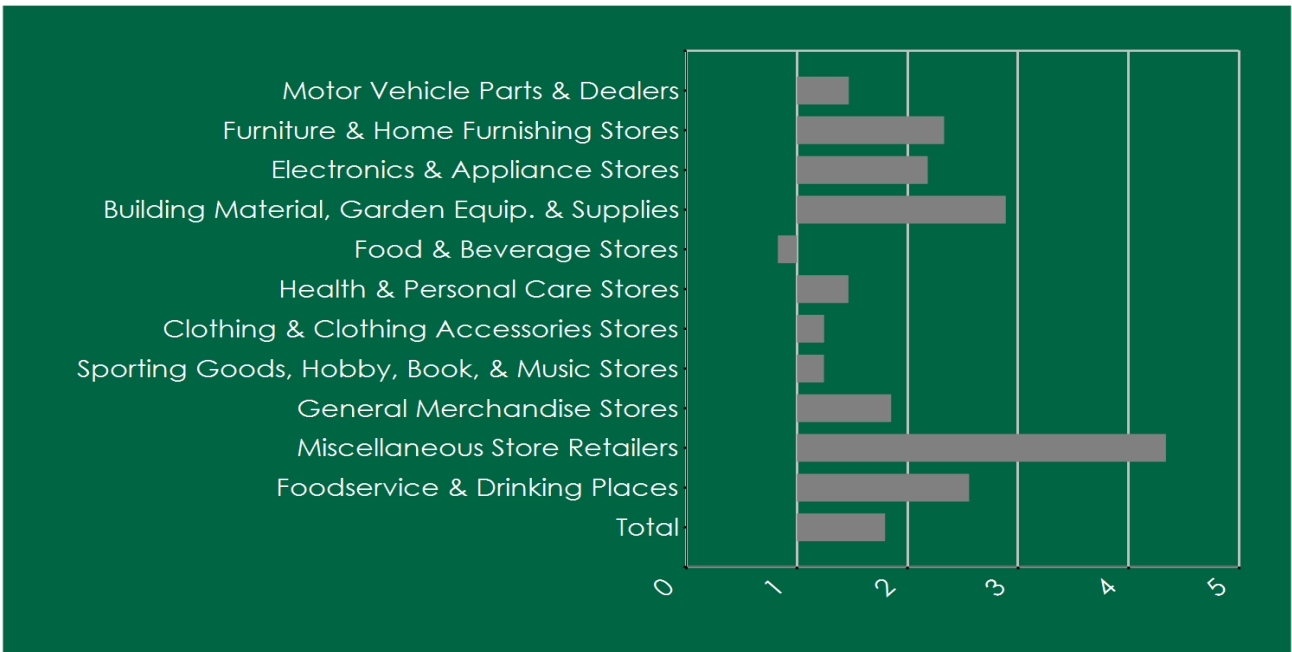 Motor Vehicle Parts & Dealers
Furniture & Home Furnishing Stores
Electronics & Appliance Stores
Building Material, Garden Equip. & Supplies
Food & Beverage Stores
Health & Personal Care Stores
Clothing & Clothing Accessories Stores
Sporting Goods, Hobby, Book, & Music Stores
General Merchandise Stores
Miscellaneous Store Retailers
Foodservice & Drinking Places
Total
0 1 2 3 4 5